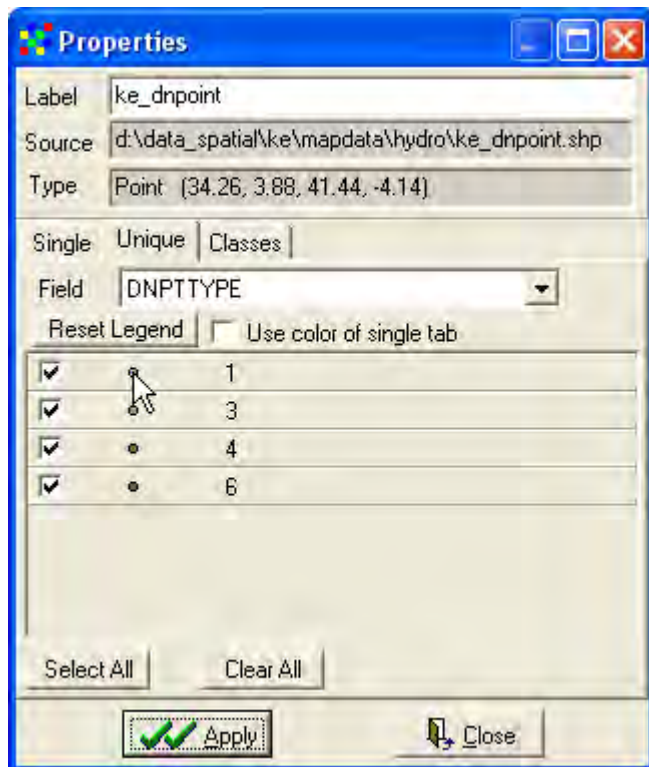 Properties
Label ke_dnpoint
Source d:\data_spatial\ke\mapdata\hydro\ke_dnpoint.shp
Type Point (34.26, 3.88, 41.44, -4.14)
Single Unique Classes
Field DNPTTYPE
Reset Legend Use color of single tab
1
3
4
6
Select All Clear All
Apply Close